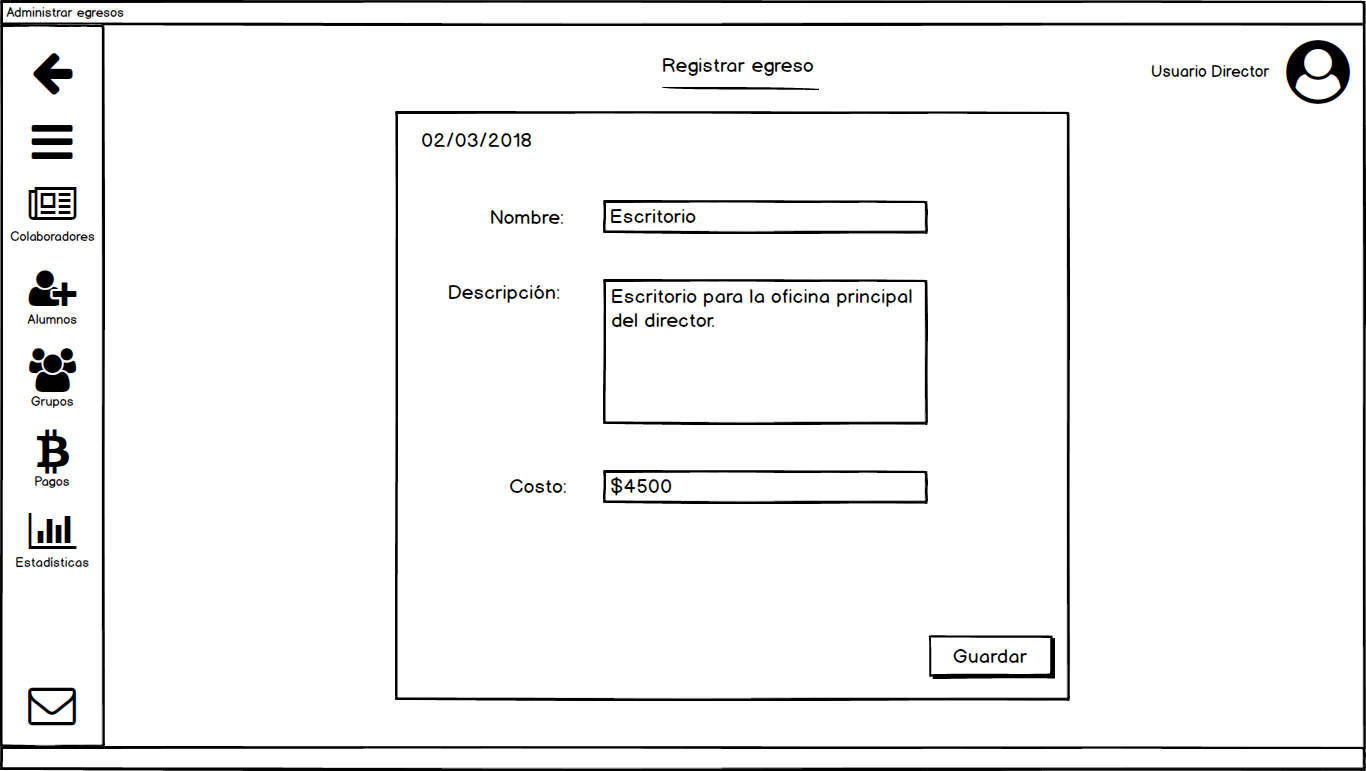 Administrar egresos
Registrar egreso
Usuario Director
Colaboradores
Alumnos
Grupos
Pagos
Estadísticas
02/03/2018
Nombre: Escritorio
Descripción: Escritorio para la oficina principal
del director.
Costo: $4500
Guardar